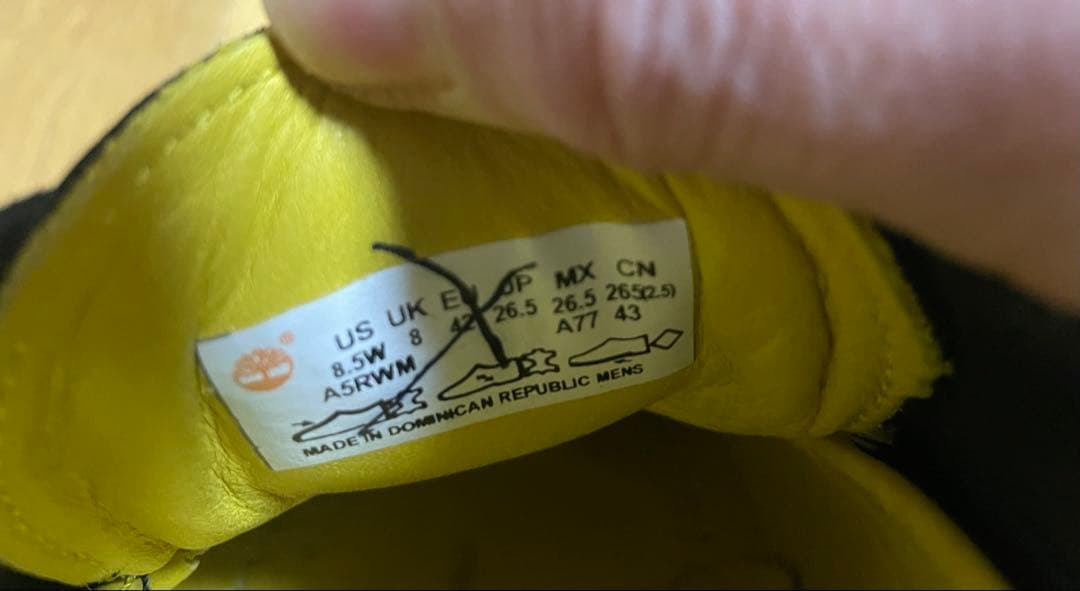 US UK EU JP MX CN
8.5W 8 42 26.5 26.5 265(2.5)
A5RWM A77 43
MADE IN DOMINICAN REPUBLIC MENS